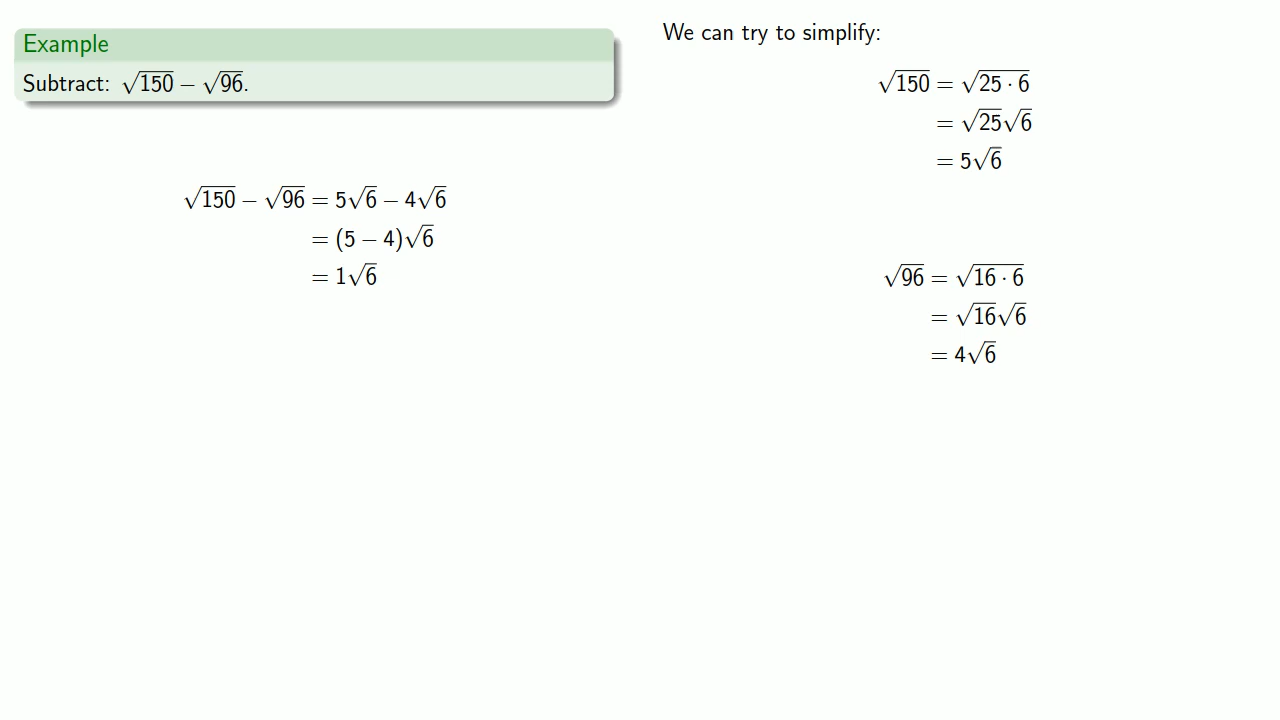 Example
Subtract: √150 − √96.
√150 − √96 = 5√6 − 4√6
= (5 − 4)√6
= 1√6
We can try to simplify:
√150 = √25 · 6
= √25√6
= 5√6
√96 = √16 · 6
= √16√6
= 4√6